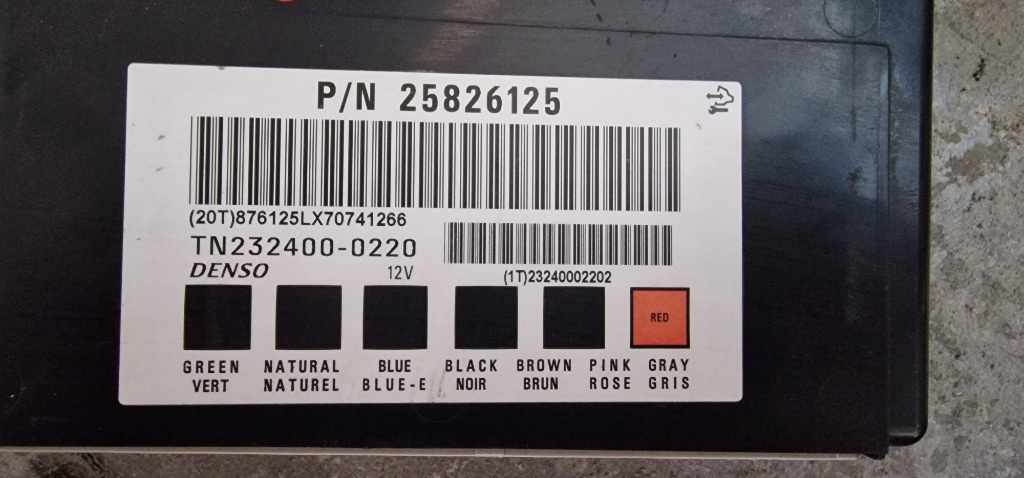 P/N 25826125
(20T)876125LX70741266
TN232400-0220
DENSO 12V
(1T)23240002202
RED
GREEN NATURAL BLUE BLACK BROWN PINK GRAY
VERT NATUREL BLUE-E NOIR BRUN ROSE GRIS